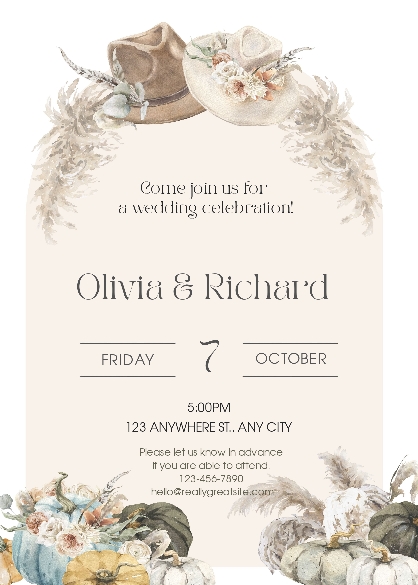 Come join us for
a wedding celebration!
Olivia & Richard
FRIDAY 7 OCTOBER
5:00PM
123 ANYWHERE ST., ANY CITY
Please let us know in advance
if you are able to attend.
123-456-7890
hello@reallygreatsite.com